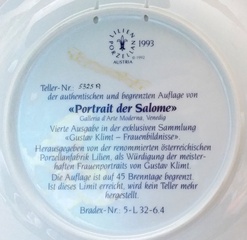 LILIEN PORZELLAN
AUSTRIA
1993
Teller-Nr: 5325 A
der authentischen und begrenzten Auflage von
«Portrait der Salome»
Galleria d'Arte Moderna, Venedig
Vierte Ausgabe in der exklusiven Sammlung
«Gustav Klimt – Frauenbildnisse».
Herausgegeben von der renommierten österreichischen
Porzellanfabrik Lilien, als Würdigung der meister-
haften Frauenportraits von Gustav Klimt.
Die Auflage ist auf 45 Brenntage begrenzt.
Ist dieses Limit erreicht, wird kein Teller mehr
hergestellt.
Bradex-Nr. 5-L 32-6.4